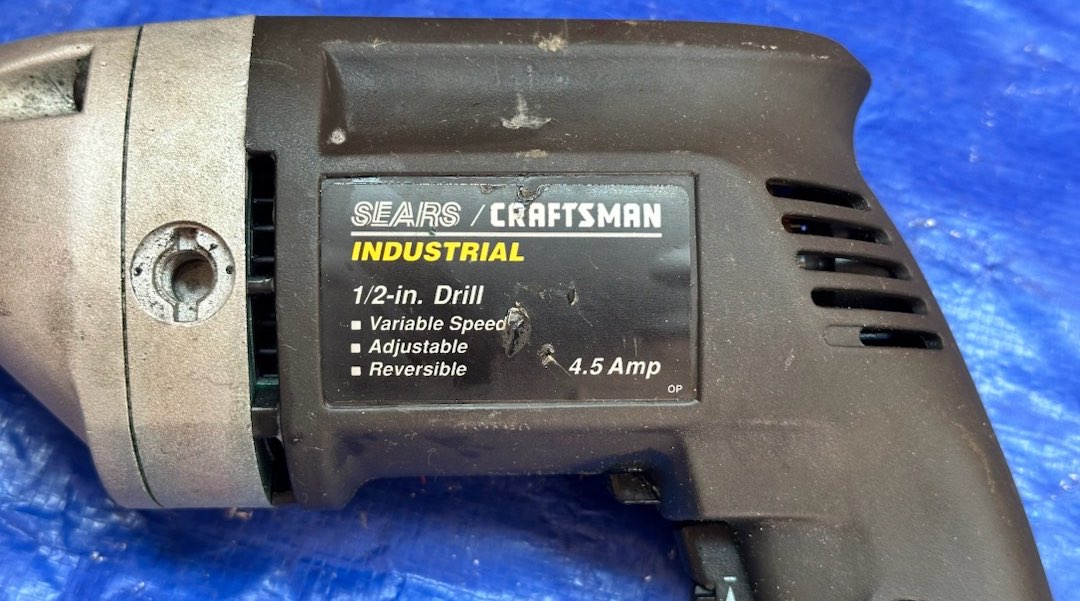 SEARS / CRAFTSMAN
INDUSTRIAL
1/2-in. Drill
▪ Variable Speed
▪ Adjustable
▪ Reversible
4.5 Amp
OP